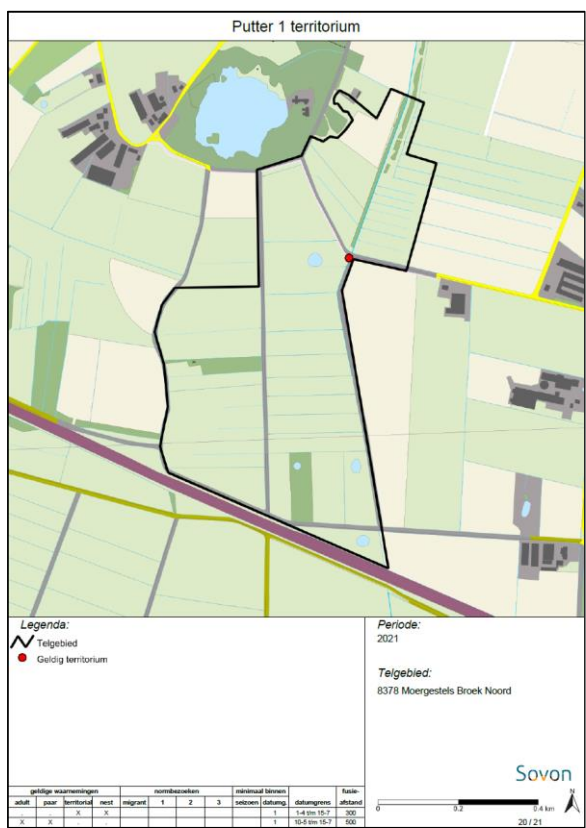 Putter 1 territorium
Legenda:
Telgebied
Geldig territorium
Periode:
2021
Telgebied:
8378 Moergestels Broek Noord
Sovon
0 0.2 0.4 km
N
20 / 21
geldige waarnemingen normbezoeken minimaal binnen fusie-
adult paar territoriaal nest migrant 1 2 3 seizoen datumg. datumgrens afstand
. . X X . . . . . 1 1-4 t/m 15-7 300
X X . . . . . . . 1 10-5 t/m 15-7 500